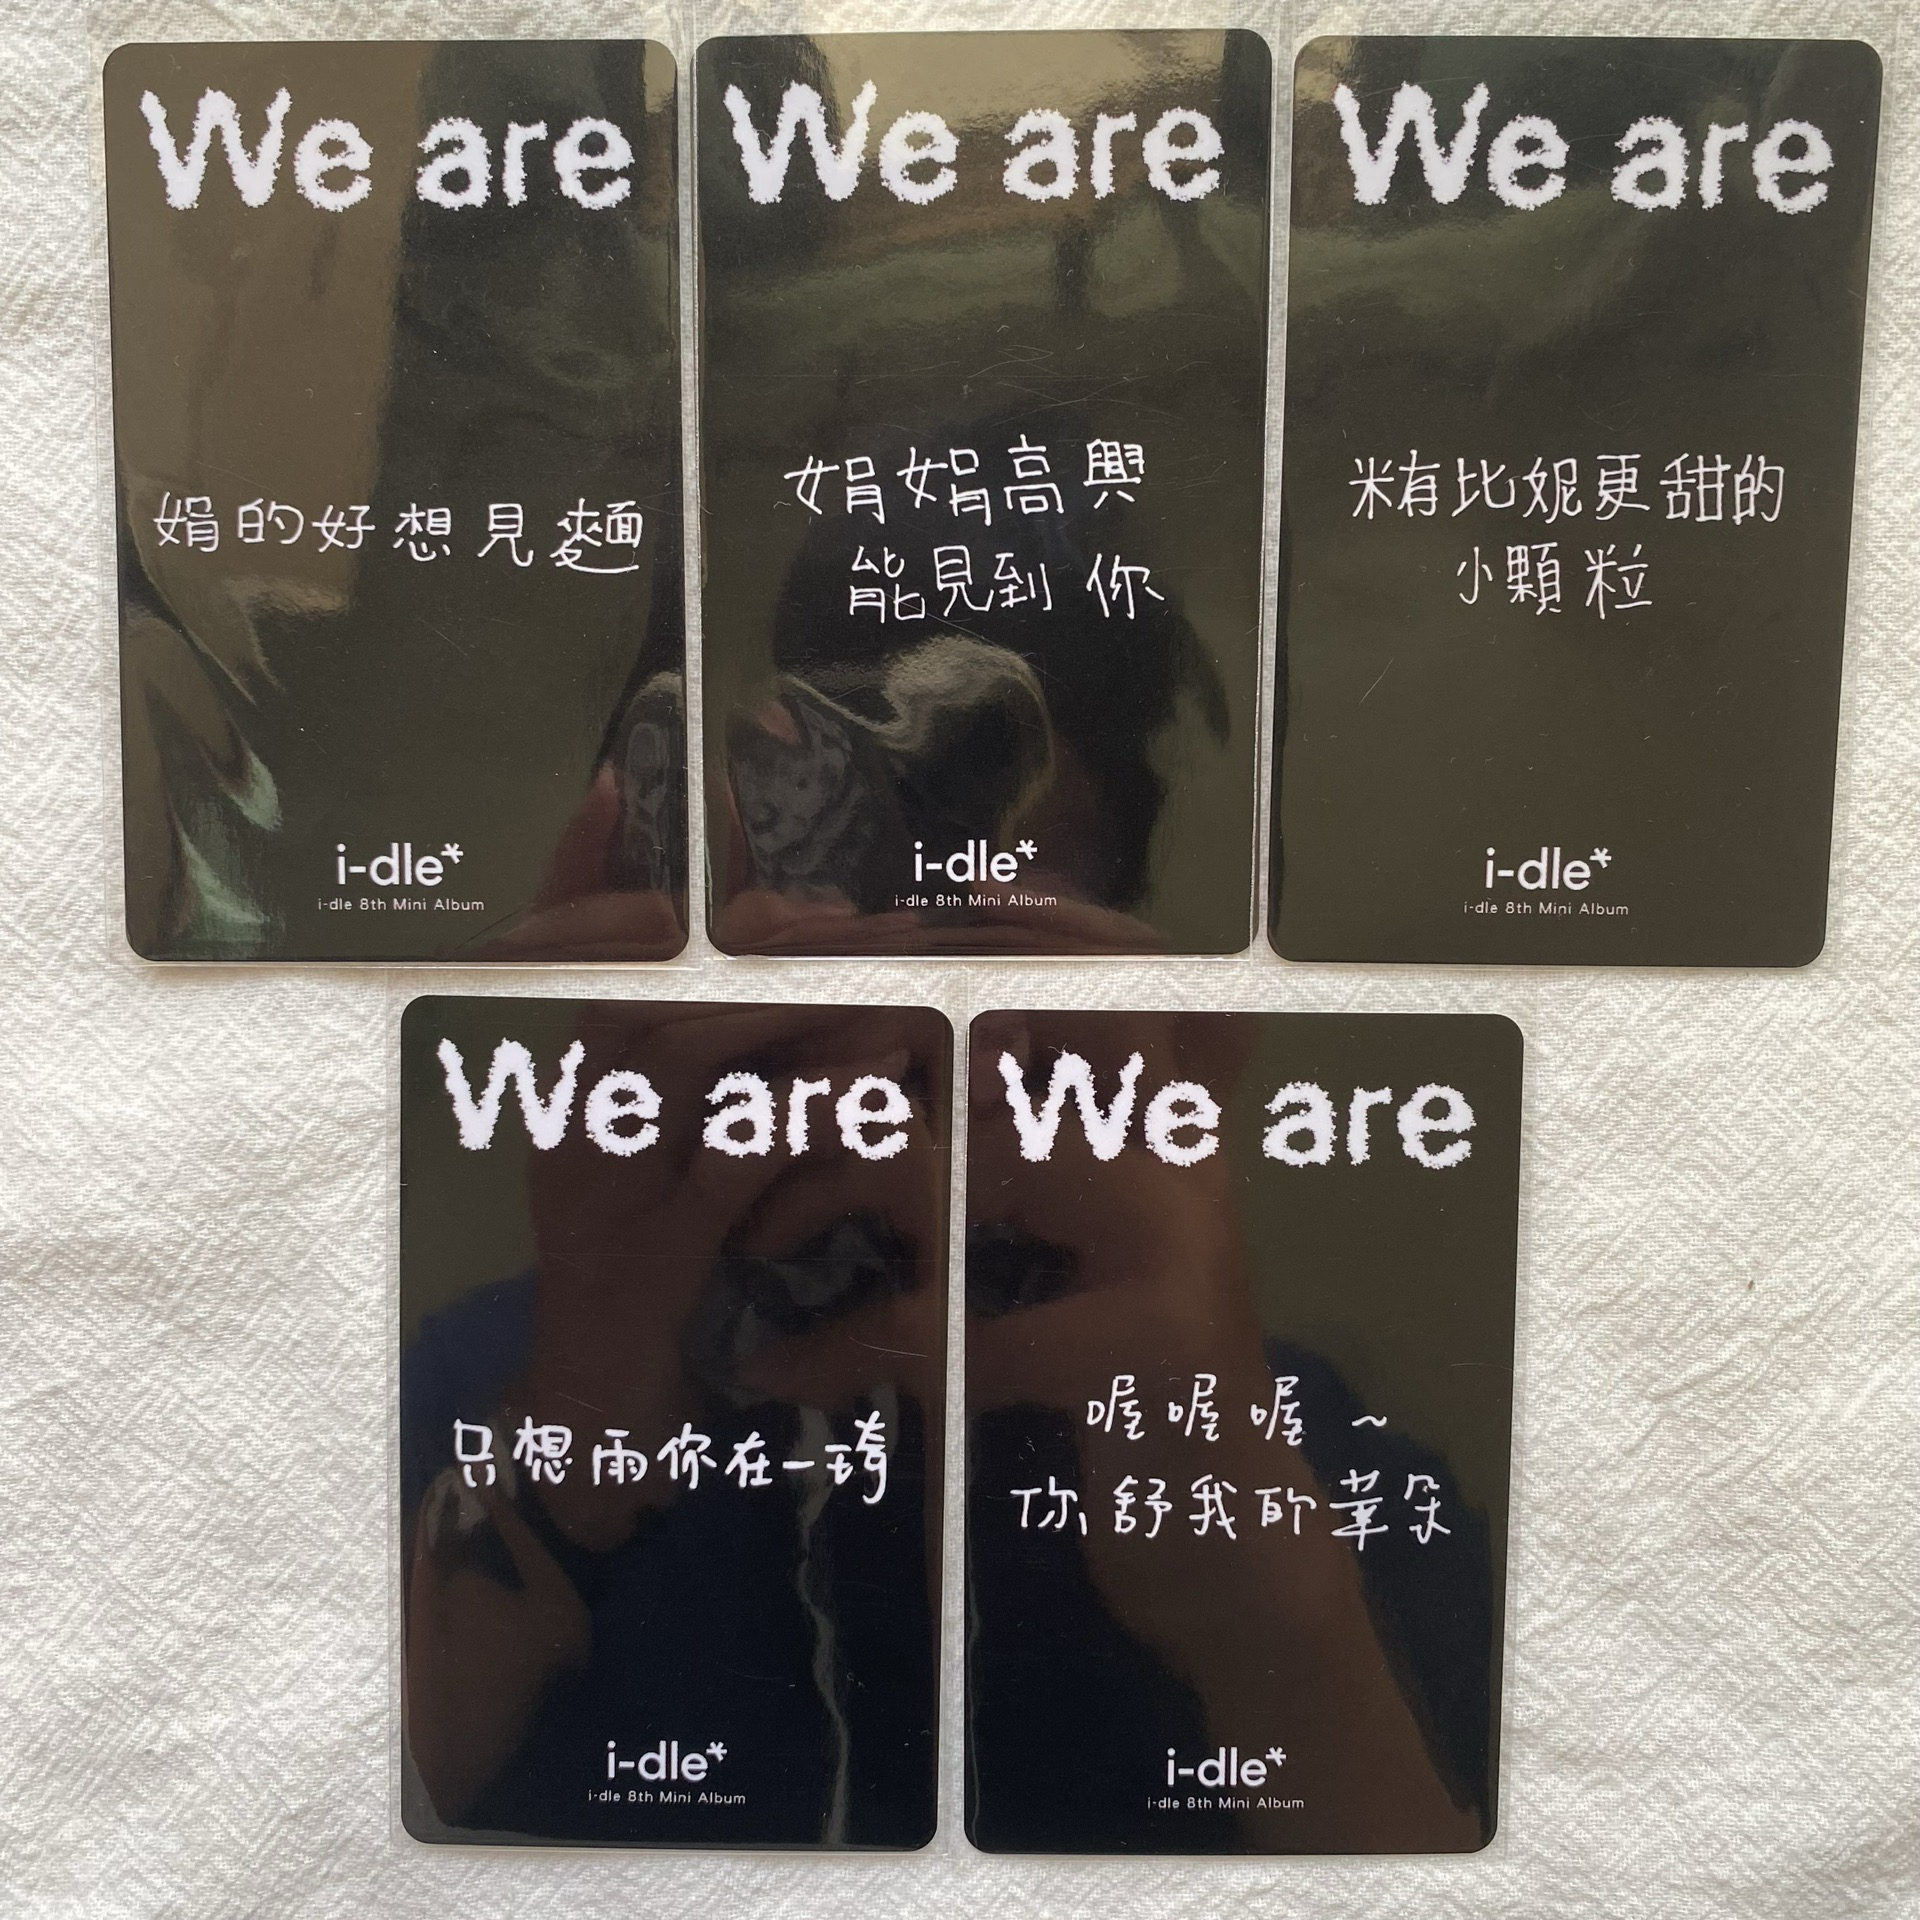 We are
娟的好想見麵
i-dle*
i-dle 8th Mini Album
We are
娟娟高興
能見到你
i-dle*
i-dle 8th Mini Album
We are
米有比妮更甜的
小顆粒
i-dle*
i-dle 8th Mini Album
We are
只想雨你在一琦
i-dle*
i-dle 8th Mini Album
We are
喔喔喔~
你舒我的華朵
i-dle*
i-dle 8th Mini Album